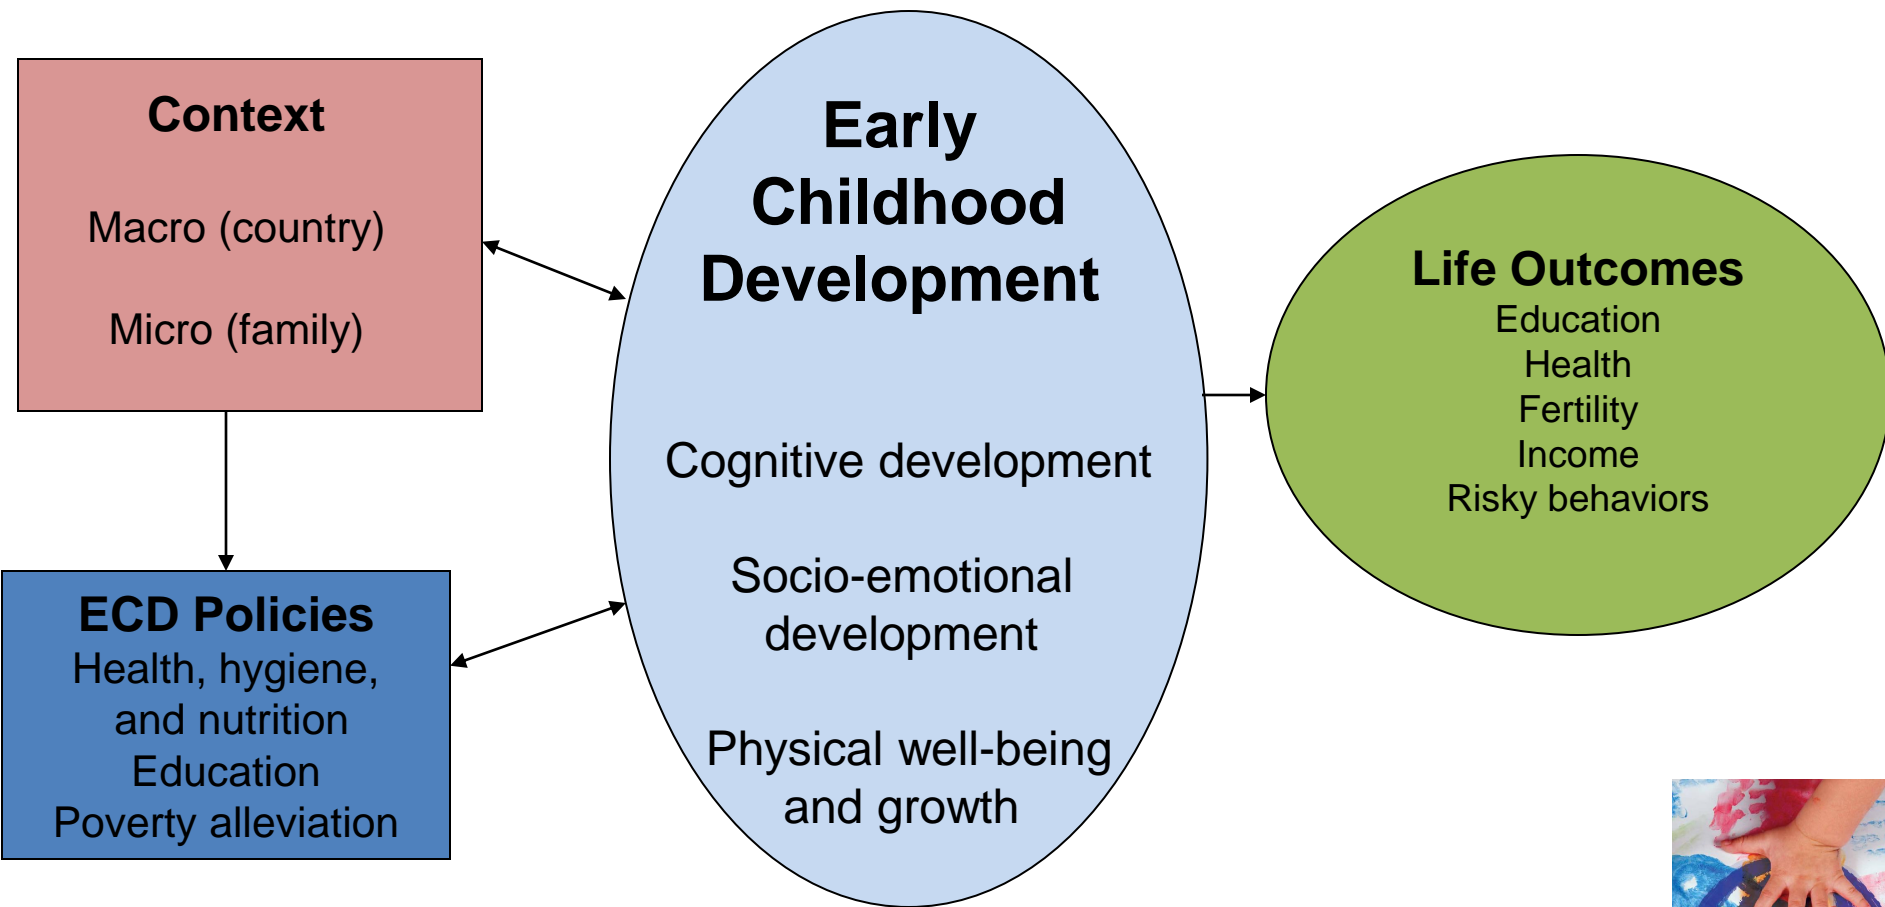 Context
Macro (country)
Micro (family)
ECD Policies
Health, hygiene,
and nutrition
Education
Poverty alleviation
Early
Childhood
Development
Cognitive development
Socio-emotional
development
Physical well-being
and growth
Life Outcomes
Education
Health
Fertility
Income
Risky behaviors